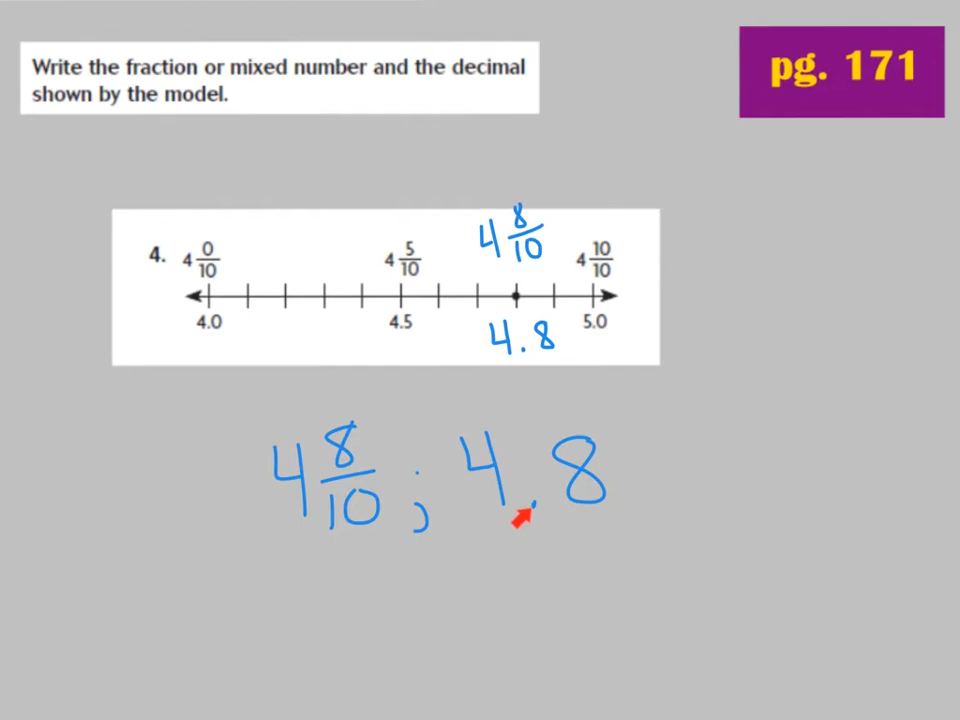 Write the fraction or mixed number and the decimal
shown by the model.
pg. 171
4 8/10
4. 4 0/10 4 5/10 4 10/10
4.0 4.5 4.8 5.0
4 8/10 ; 4.8